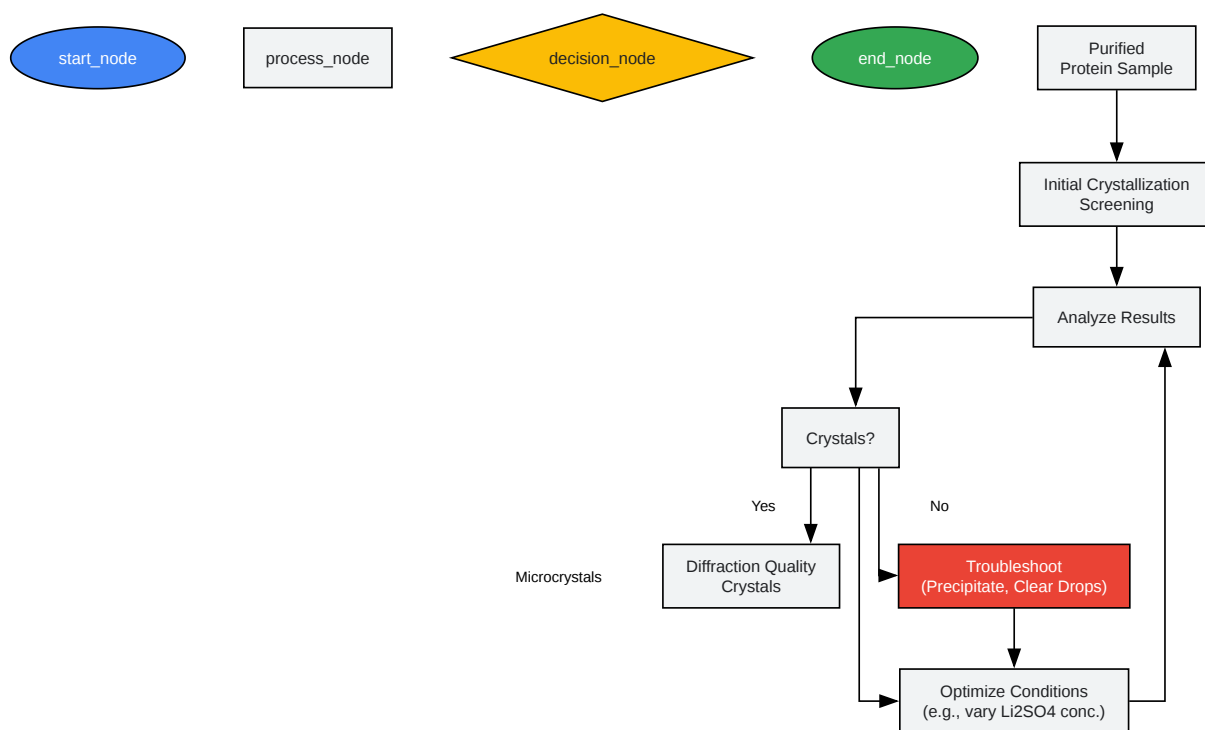 start_node
process_node
decision_node
end_node
Purified
Protein Sample
Initial Crystallization
Screening
Analyze Results
Crystals?
Yes
No
Microcrystals
Diffraction Quality
Crystals
Troubleshoot
(Precipitate, Clear Drops)
Optimize Conditions
(e.g., vary Li2SO4 conc.)